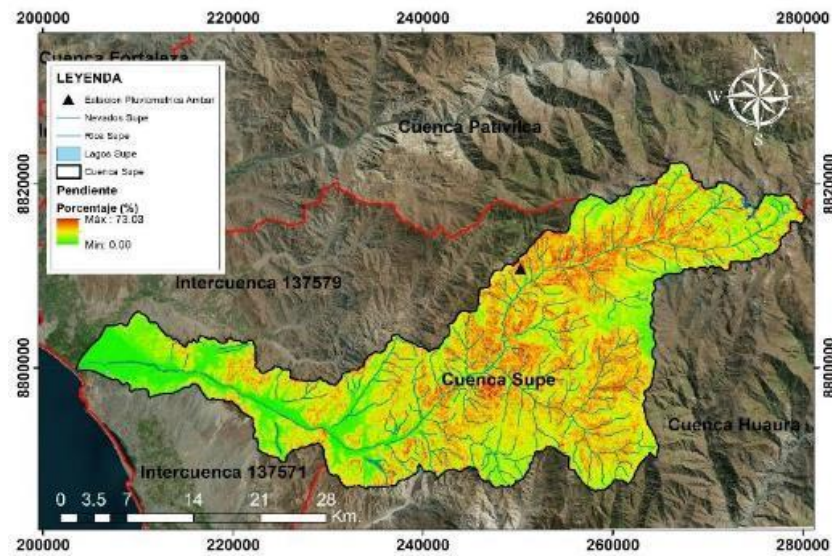 200000 220000 240000 260000 280000
Cuenca Fortaleza
LEYENDA
Estacion Pluviometrica Ambar
Nevados Supe
Rios Supe
Lagos Supe
Cuenca Supe
Pendiente
Porcentaje (%)
Máx : 73.03
Min: 0.00
N
W E
S
Cuenca Pativilca
8820000 8820000
Intercuenca 137579
8800000 8800000
Cuenca Supe
Cuenca Huaura
Intercuenca 137571
0 3.5 7 14 21 28
Km.
200000 220000 240000 260000 280000